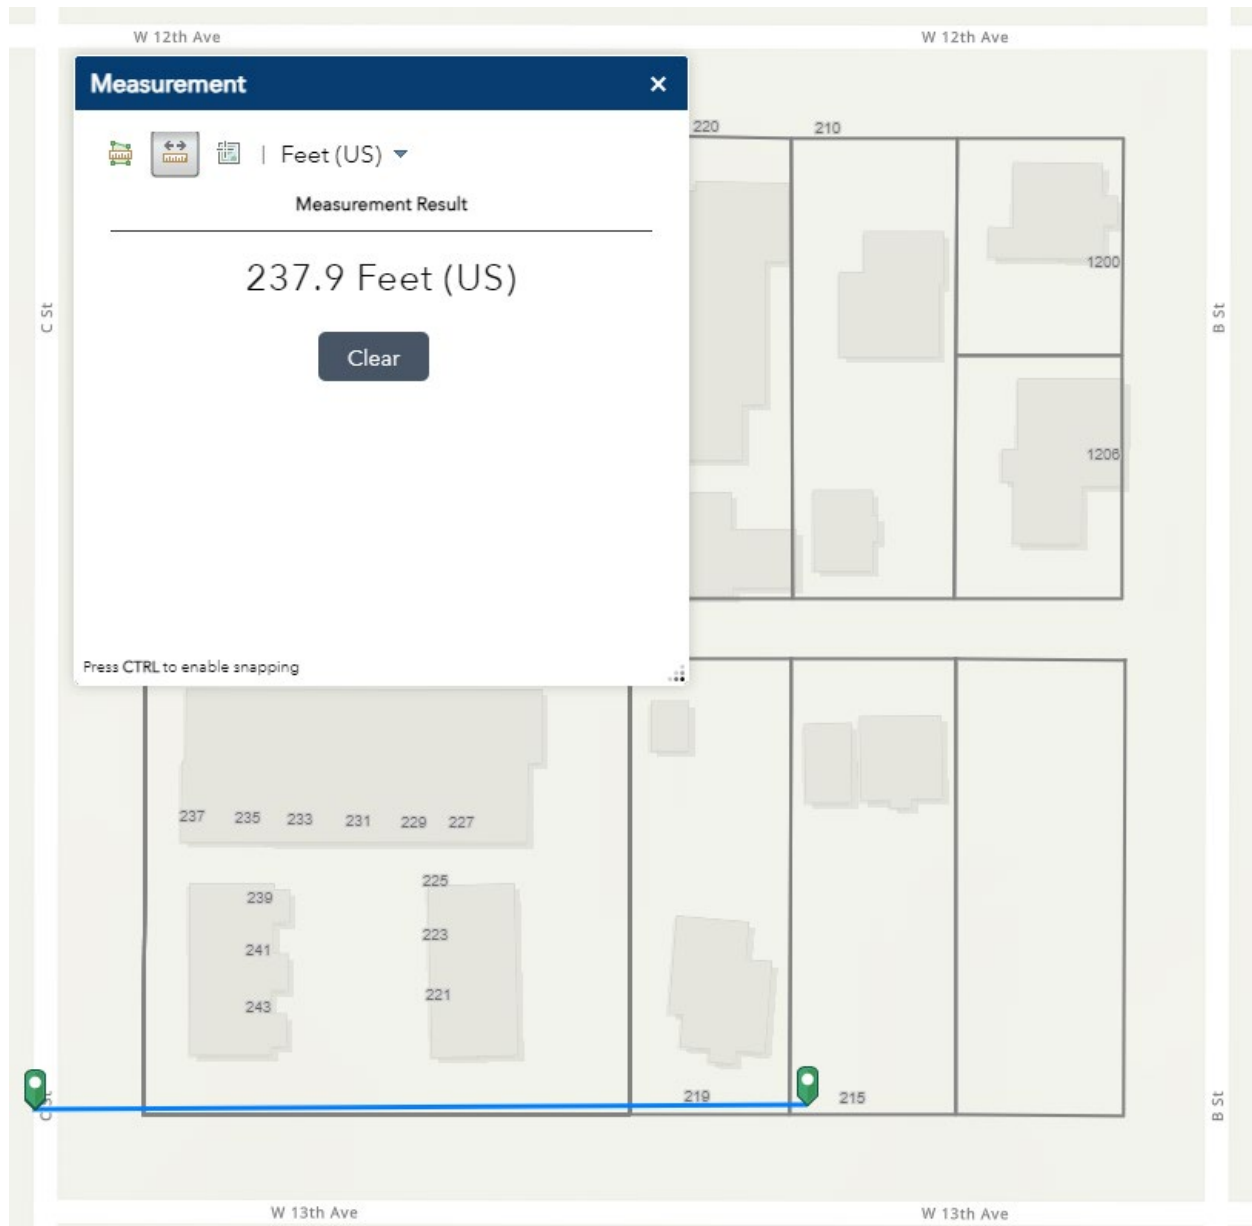 W 12th Ave
W 12th Ave
Measurement
×
220
210
| Feet (US)
Measurement Result
1200
237.9 Feet (US)
C St
B St
Clear
1206
Press CTRL to enable snapping
237 235 233 231 229 227
225
239
223
241
221
243
219
215
C St
B St
W 13th Ave
W 13th Ave